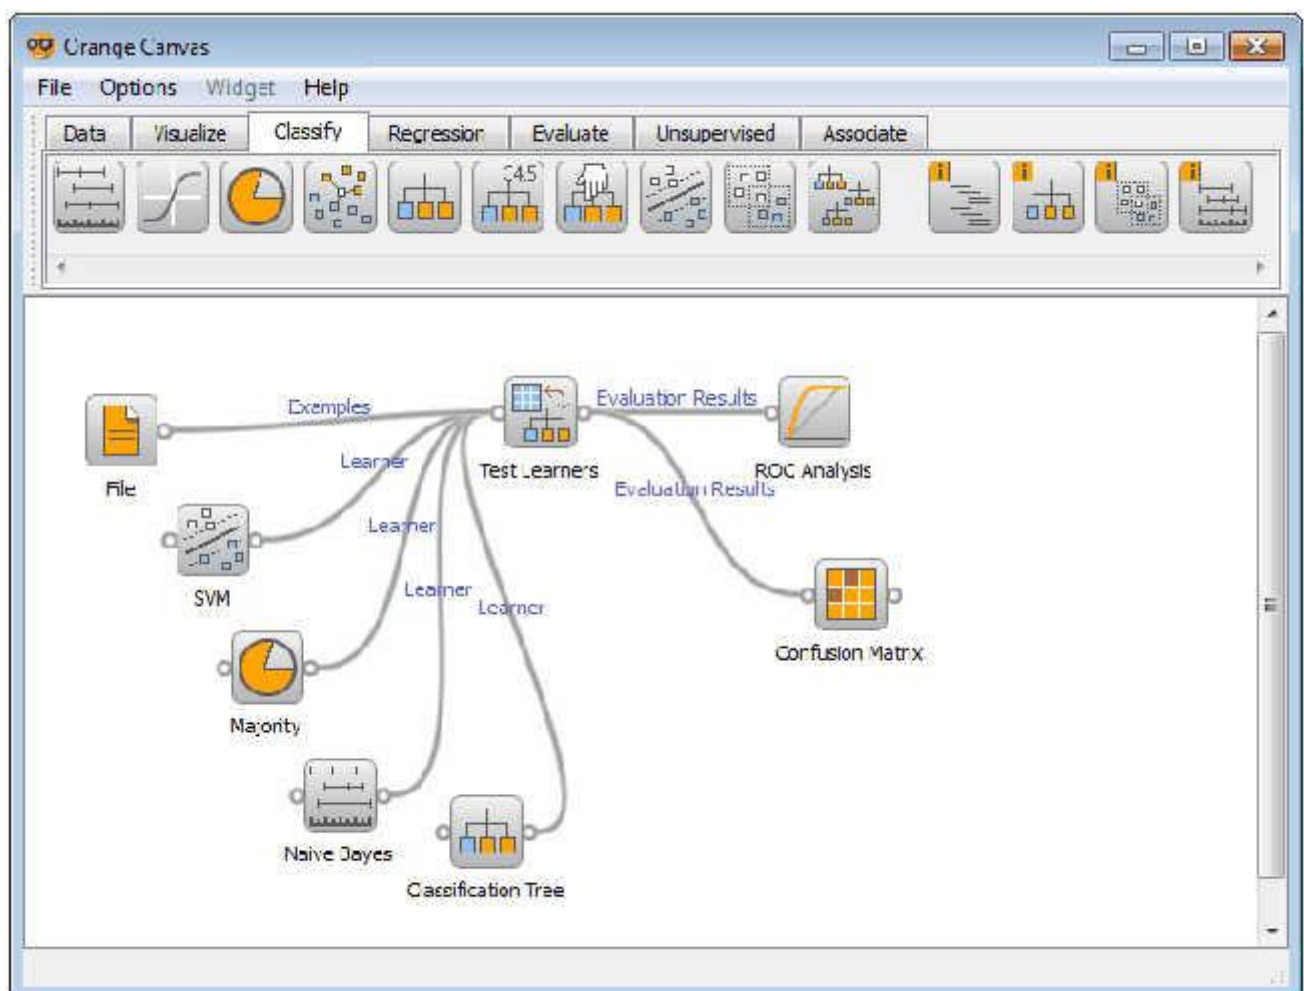 Orange Canvas
File Options Widget Help
Data Visualize Classify Regression Evaluate Unsupervised Associate
C4.5
Examples
Evaluation Results
Learner
Test Learners
ROC Analysis
File
Evaluation Results
Learner
SVM
Learner
Learner
Confusion Matrix
Majority
Naive Bayes
Classification Tree